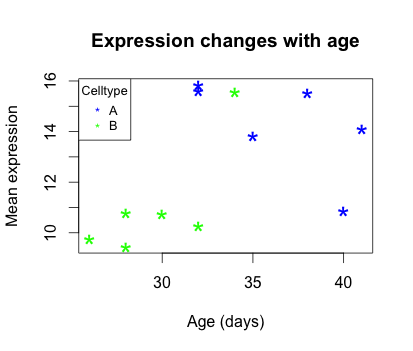 Expression changes with age
Mean expression
16
14
12
10
Celltype
* A
* B
30 35 40
Age (days)